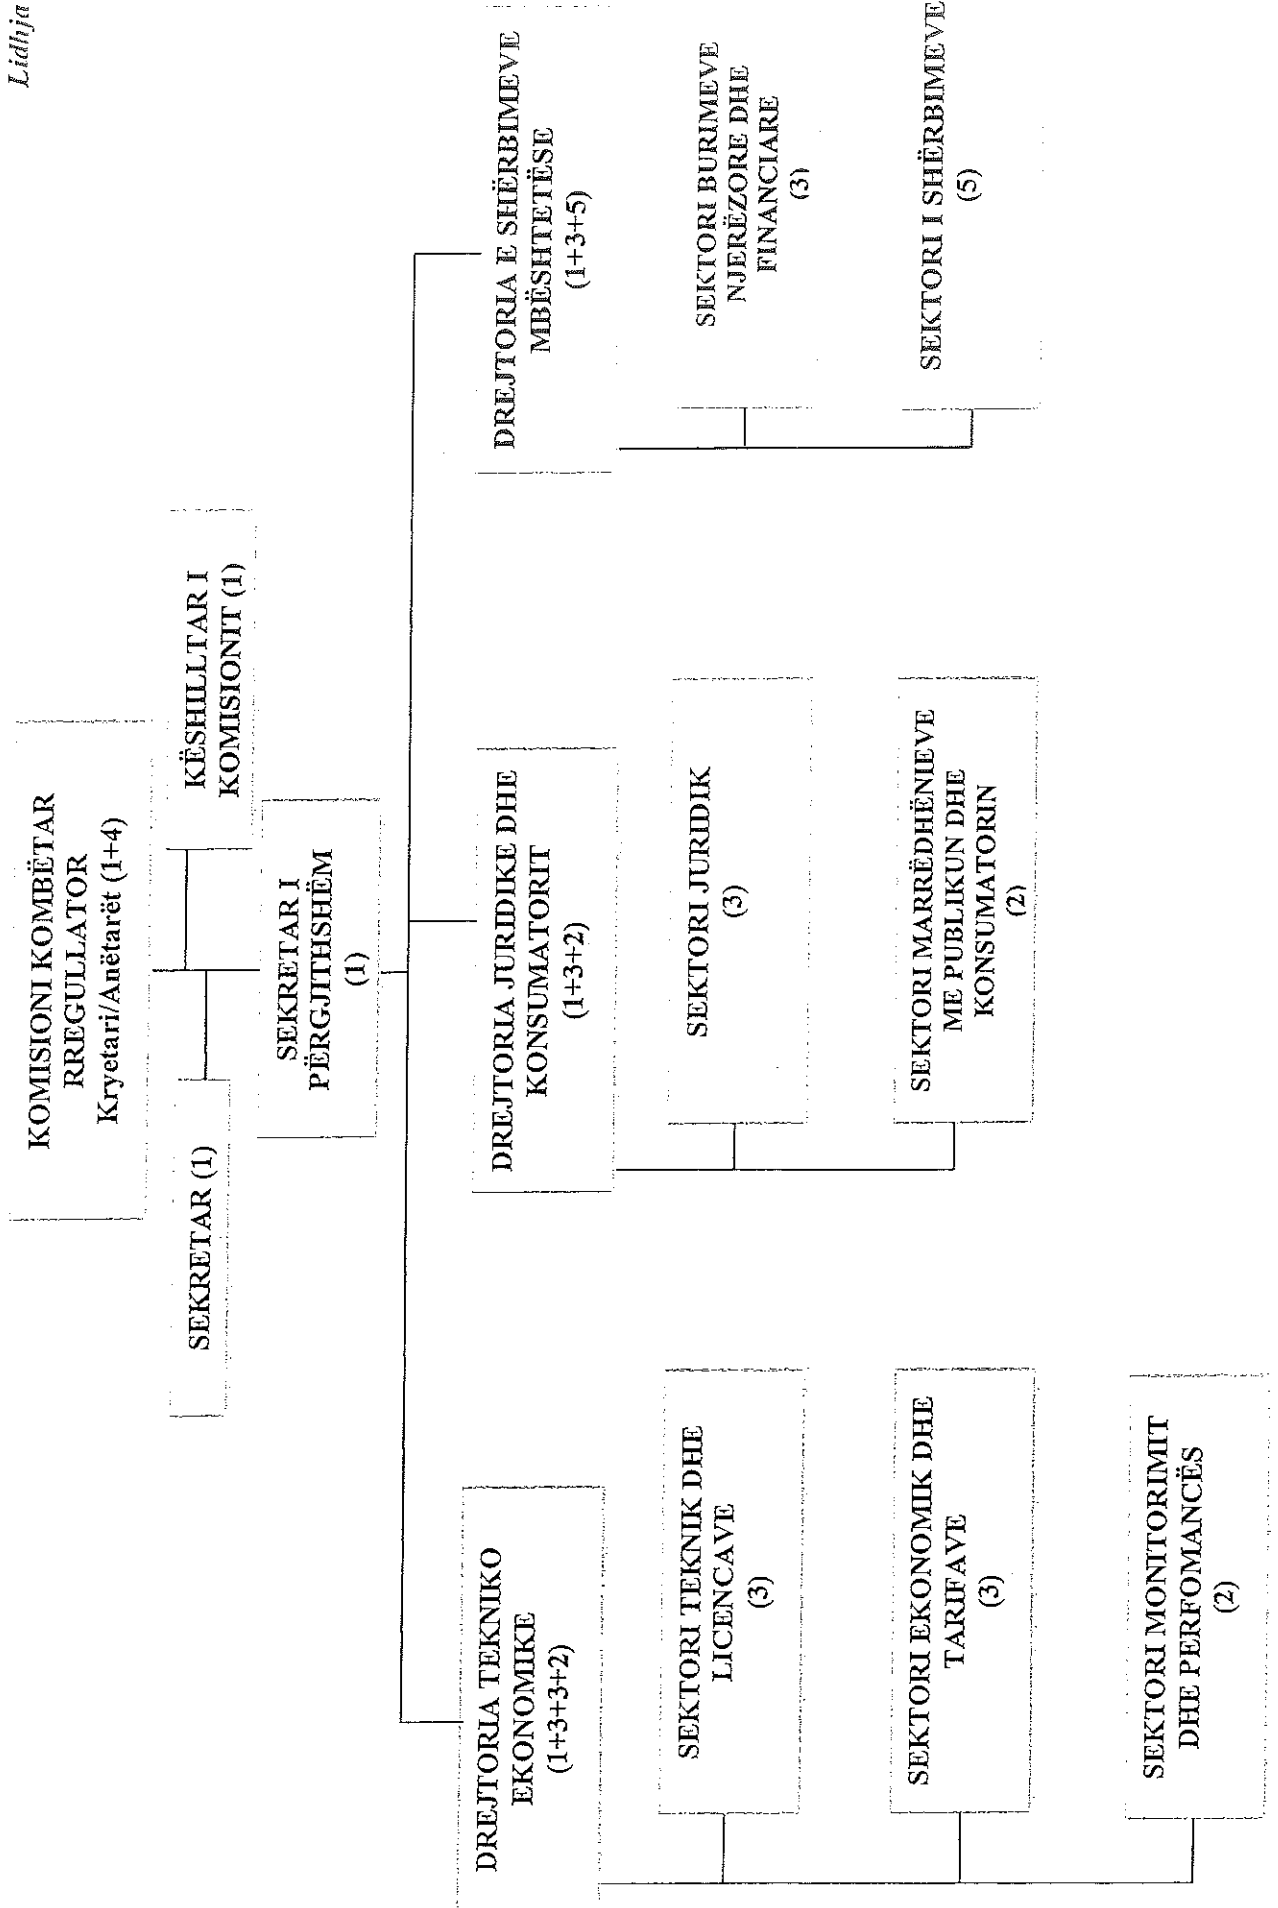 Lidhja
KOMISIONI KOMBËTAR
RREGULLATOR
Kryetari/Anëtarët (1+4)
SEKRETAR (1)
KËSHILLTAR I
KOMISIONIT (1)
SEKRETAR I
PËRGJITHSHËM
(1)
DREJTORIA TEKNIKO
EKONOMIKE
(1+3+3+2)
SEKTORI TEKNIK DHE
LICENCAVE
(3)
SEKTORI EKONOMIK DHE
TARIFAVE
(3)
SEKTORI MONITORIMIT
DHE PERFOMANCËS
(2)
DREJTORIA JURIDIKE DHE
KONSUMATORIT
(1+3+2)
SEKTORI JURIDIK
(3)
SEKTORI MARRËDHËNIEVE
ME PUBLIKUN DHE
KONSUMATORIN
(2)
DREJTORIA E SHËRBIMEVE
MBËSHTETËSE
(1+3+5)
SEKTORI BURIMEVE
NJERËZORE DHE
FINANCIARE
(3)
SEKTORI I SHËRBIMEVE
(5)